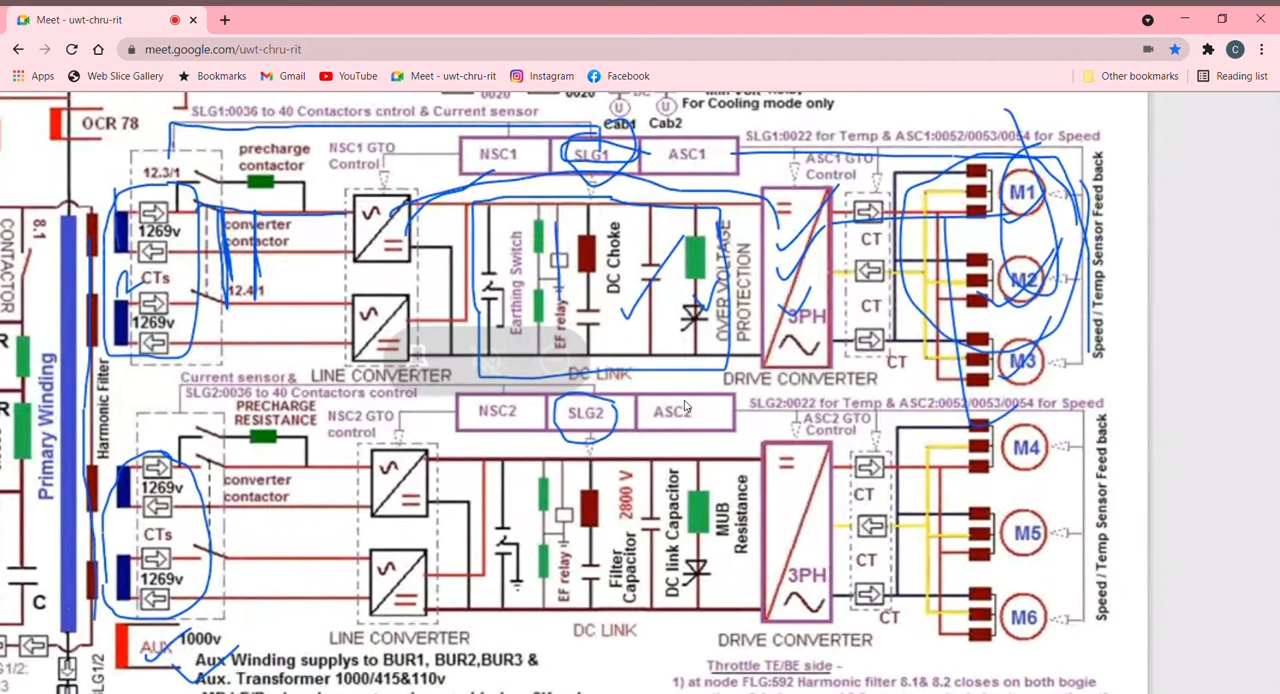 Meet - uwt-chru-rit
meet.google.com/uwt-chru-rit
C
Apps
Web Slice Gallery
Bookmarks
Gmail
YouTube
Meet - uwt-chru-rit
Instagram
Facebook
Other bookmarks
Reading list
0020
0020
For Cooling mode only
SLG1:0036 to 40 Contactors cntrol & Current sensor
U
U
Cab1
Cab2
OCR 78
precharge
contactor
NSC1 GTO
Control
NSC1
SLG1
ASC1
SLG1:0022 for Temp & ASC1:0052/0053/0054 for Speed
ASC1 GTO
Control
12.3/1
1269v
converter
contactor
CTs
12.4/1
1269v
CONTACTOR
8.1
Primary Winding
Harmonic Filter
Earthing Switch
EF relay
DC Choke
OVER VOLTAGE
PROTECTION
=
3PH
CT
CT
CT
M1
M2
M3
Speed / Temp Sensor Feed back
LINE CONVERTER
DC LINK
DRIVE CONVERTER
Current sensor &
SLG2:0036 to 40 Contactors control
PRECHARGE
RESISTANCE
NSC2 GTO
control
NSC2
SLG2
ASC2
SLG2:0022 for Temp & ASC2:0052/0053/0054 for Speed
ASC2 GTO
Control
R
R
C
1269v
converter
contactor
CTs
1269v
EF relay
Filter
Capacitor
2800 V
DC link Capacitor
MUB
Resistance
=
3PH
CT
CT
CT
M4
M5
M6
Speed / Temp Sensor Feed back
LINE CONVERTER
DC LINK
DRIVE CONVERTER
AUX
1000v
SLG1/2
Aux Winding supplys to BUR1, BUR2,BUR3 &
Aux. Transformer 1000/415&110v
Throttle TE/BE side -
1) at node FLG:592 Harmonic filter 8.1& 8.2 closes on both bogie